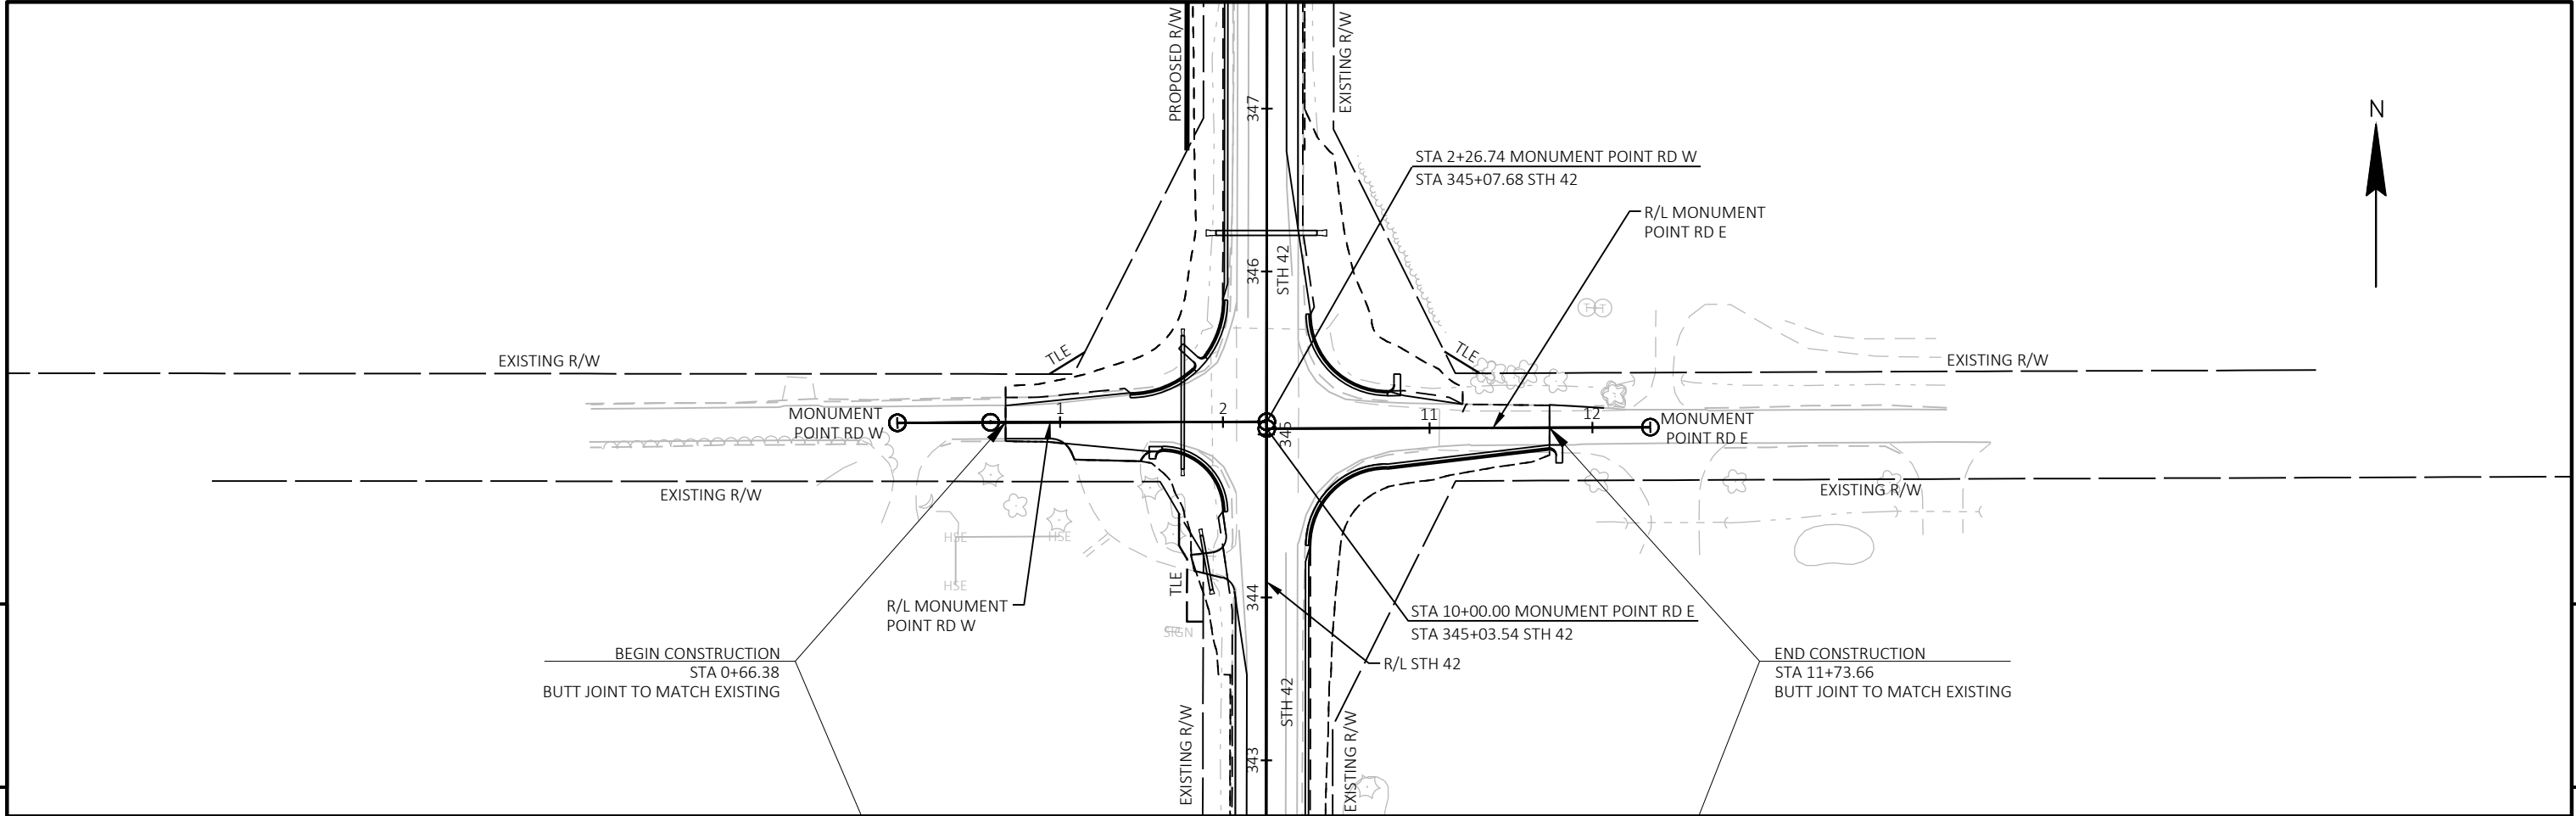 PROPOSED R/W
EXISTING R/W
347
N
STA 2+26.74 MONUMENT POINT RD W
STA 345+07.68 STH 42
R/L MONUMENT
POINT RD E
346
STH 42
TLE
TLE
EXISTING R/W
EXISTING R/W
MONUMENT
POINT RD W
1
2
345
11
12
MONUMENT
POINT RD E
EXISTING R/W
EXISTING R/W
HSE
HSE
HSE
TLE
344
R/L MONUMENT
POINT RD W
STA 10+00.00 MONUMENT POINT RD E
STA 345+03.54 STH 42
SIGN
R/L STH 42
BEGIN CONSTRUCTION
STA 0+66.38
BUTT JOINT TO MATCH EXISTING
END CONSTRUCTION
STA 11+73.66
BUTT JOINT TO MATCH EXISTING
STH 42
343
EXISTING R/W
EXISTING R/W